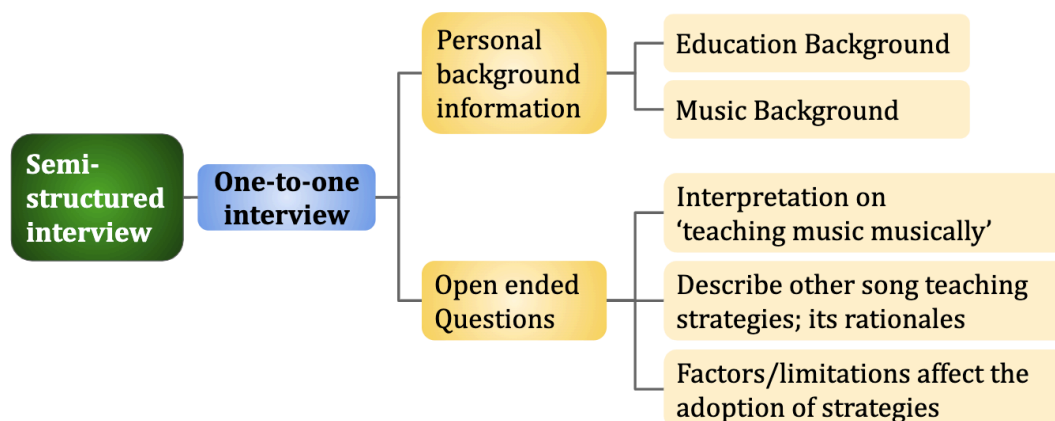 Semi-
structured
interview
One-to-one
interview
Personal
background
information
Education Background
Music Background
Open ended
Questions
Interpretation on
‘teaching music musically’
Describe other song teaching
strategies; its rationales
Factors/limitations affect the
adoption of strategies